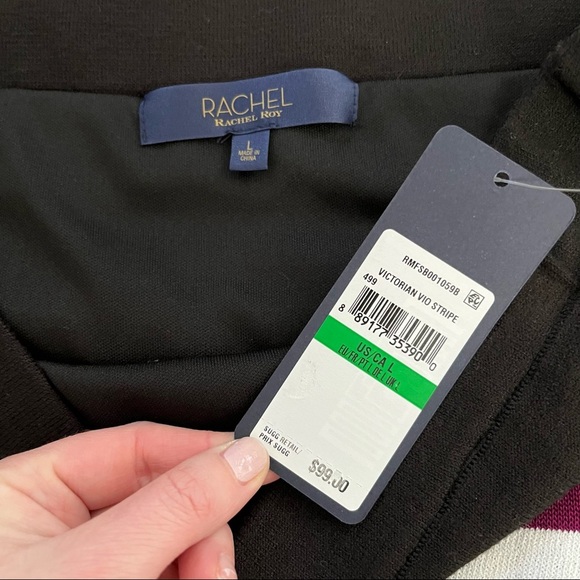 RACHEL
RACHEL ROY
L
MADE IN
CHINA
RMFSB001059B
VICTORIAN VIO STRIPE
499
8 89177 35390 0
US/CA L
SUGG RETAIL/
PRIX SUGG
$99.00